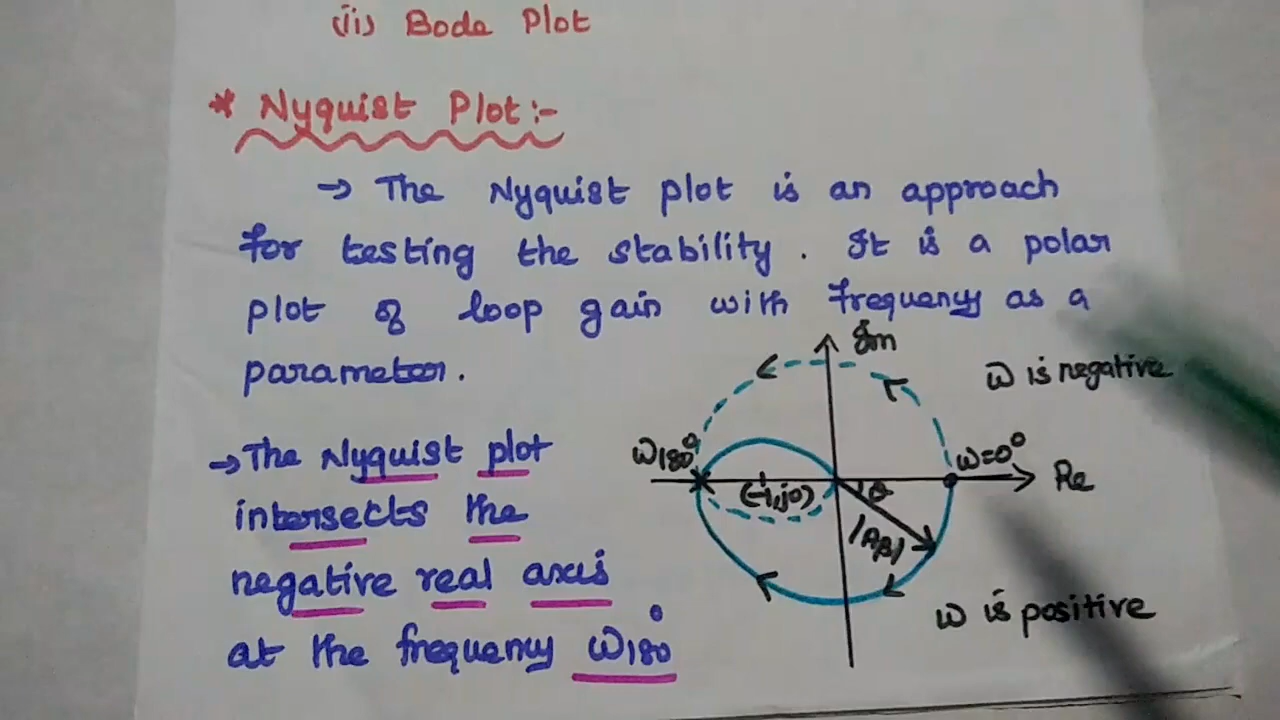 (ii) Bode Plot
* Nyquist Plot:-
→ The Nyquist plot is an approach
for testing the stability. It is a polar
plot of loop gain with frequency as a
parameter.
Im
ω is negative
→ The Nyquist plot
intersects the
negative real axis
at the frequency ω180°
ω180°
(-1, j0)
ω=0°
Re
θ
|Aβ|
ω is positive